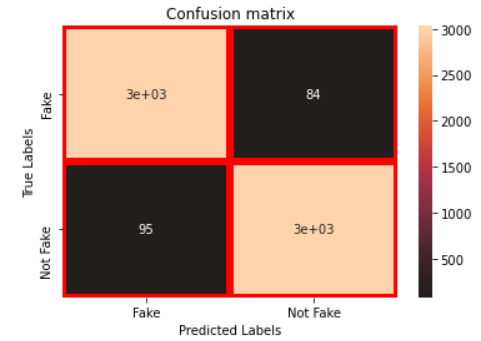 Confusion matrix
3000
2500
2000
1500
1000
500
True Labels
Fake
Not Fake
3e+03
84
95
3e+03
Fake
Not Fake
Predicted Labels